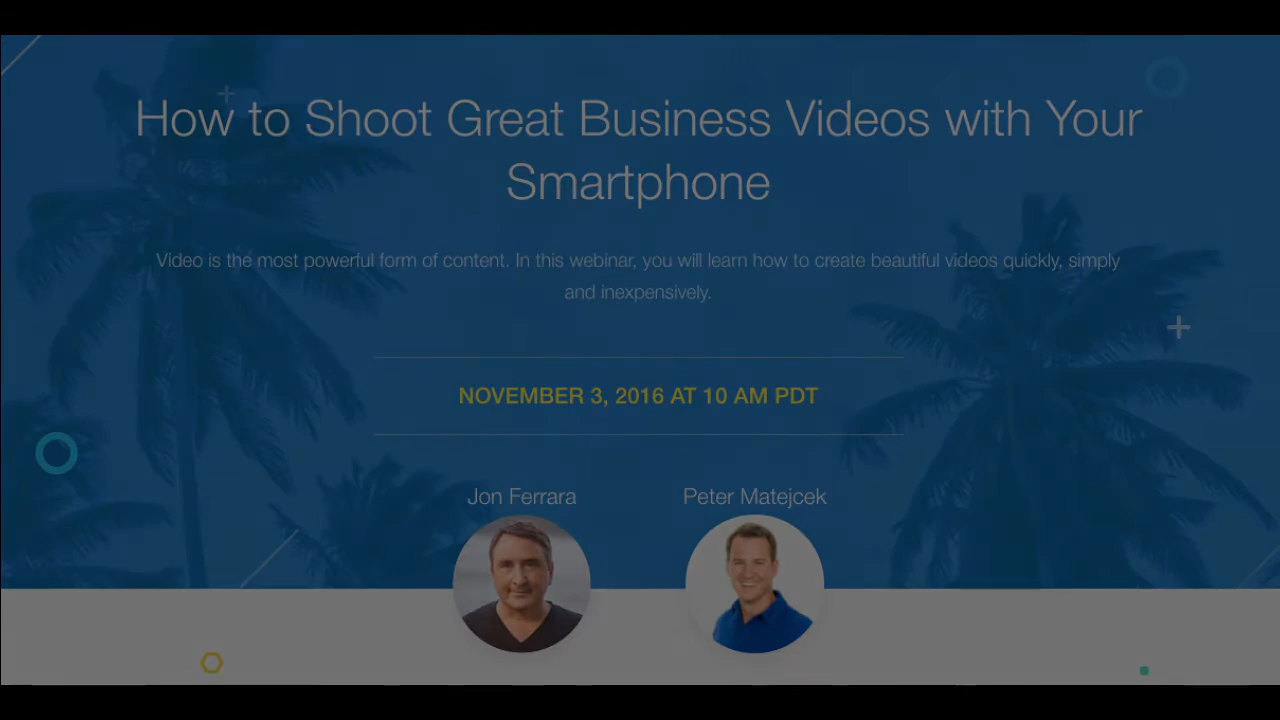 How to Shoot Great Business Videos with Your
Smartphone
Video is the most powerful form of content. In this webinar, you will learn how to create beautiful videos quickly, simply
and inexpensively.
NOVEMBER 3, 2016 AT 10 AM PDT
Jon Ferrara
Peter Matejcek